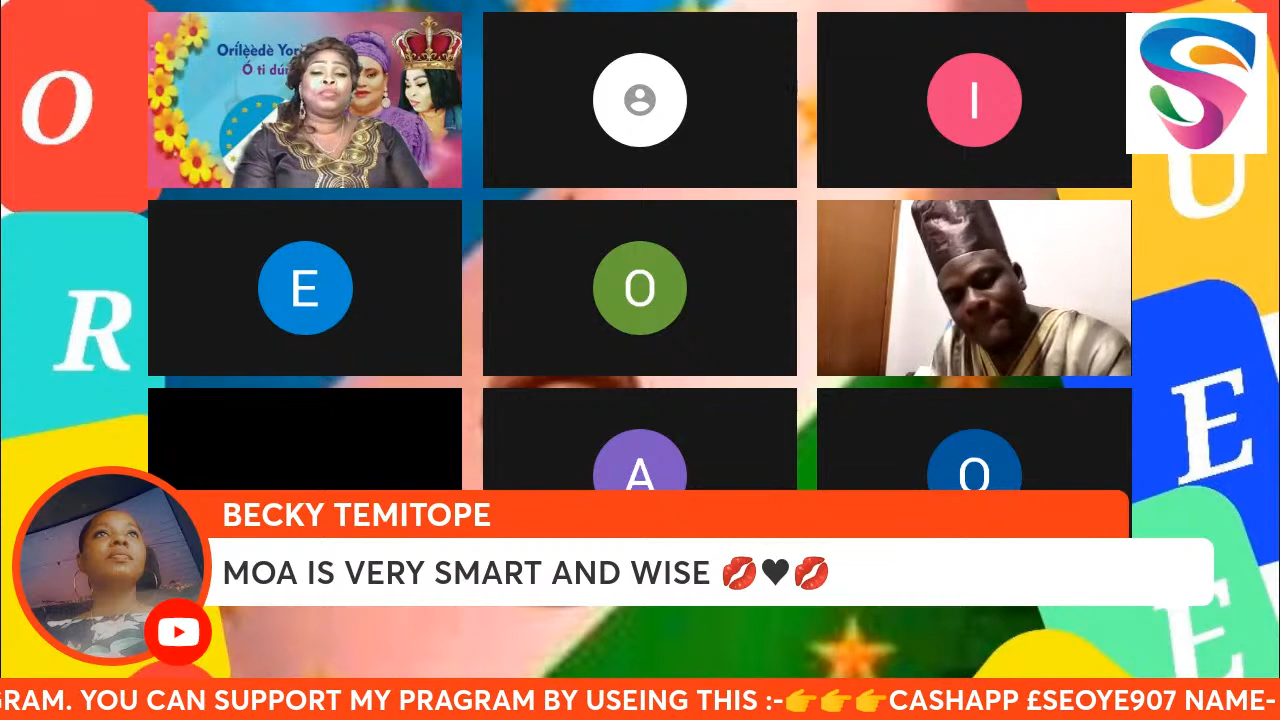 O
R
U
E
E
Orílẹ̀èdè Yor
Ó ti dúr
I
E
O
A
O
BECKY TEMITOPE
MOA IS VERY SMART AND WISE 💋♥💋
GRAM. YOU CAN SUPPORT MY PRAGRAM BY USEING THIS :-👉👉👉CASHAPP £SEOYE907 NAME-